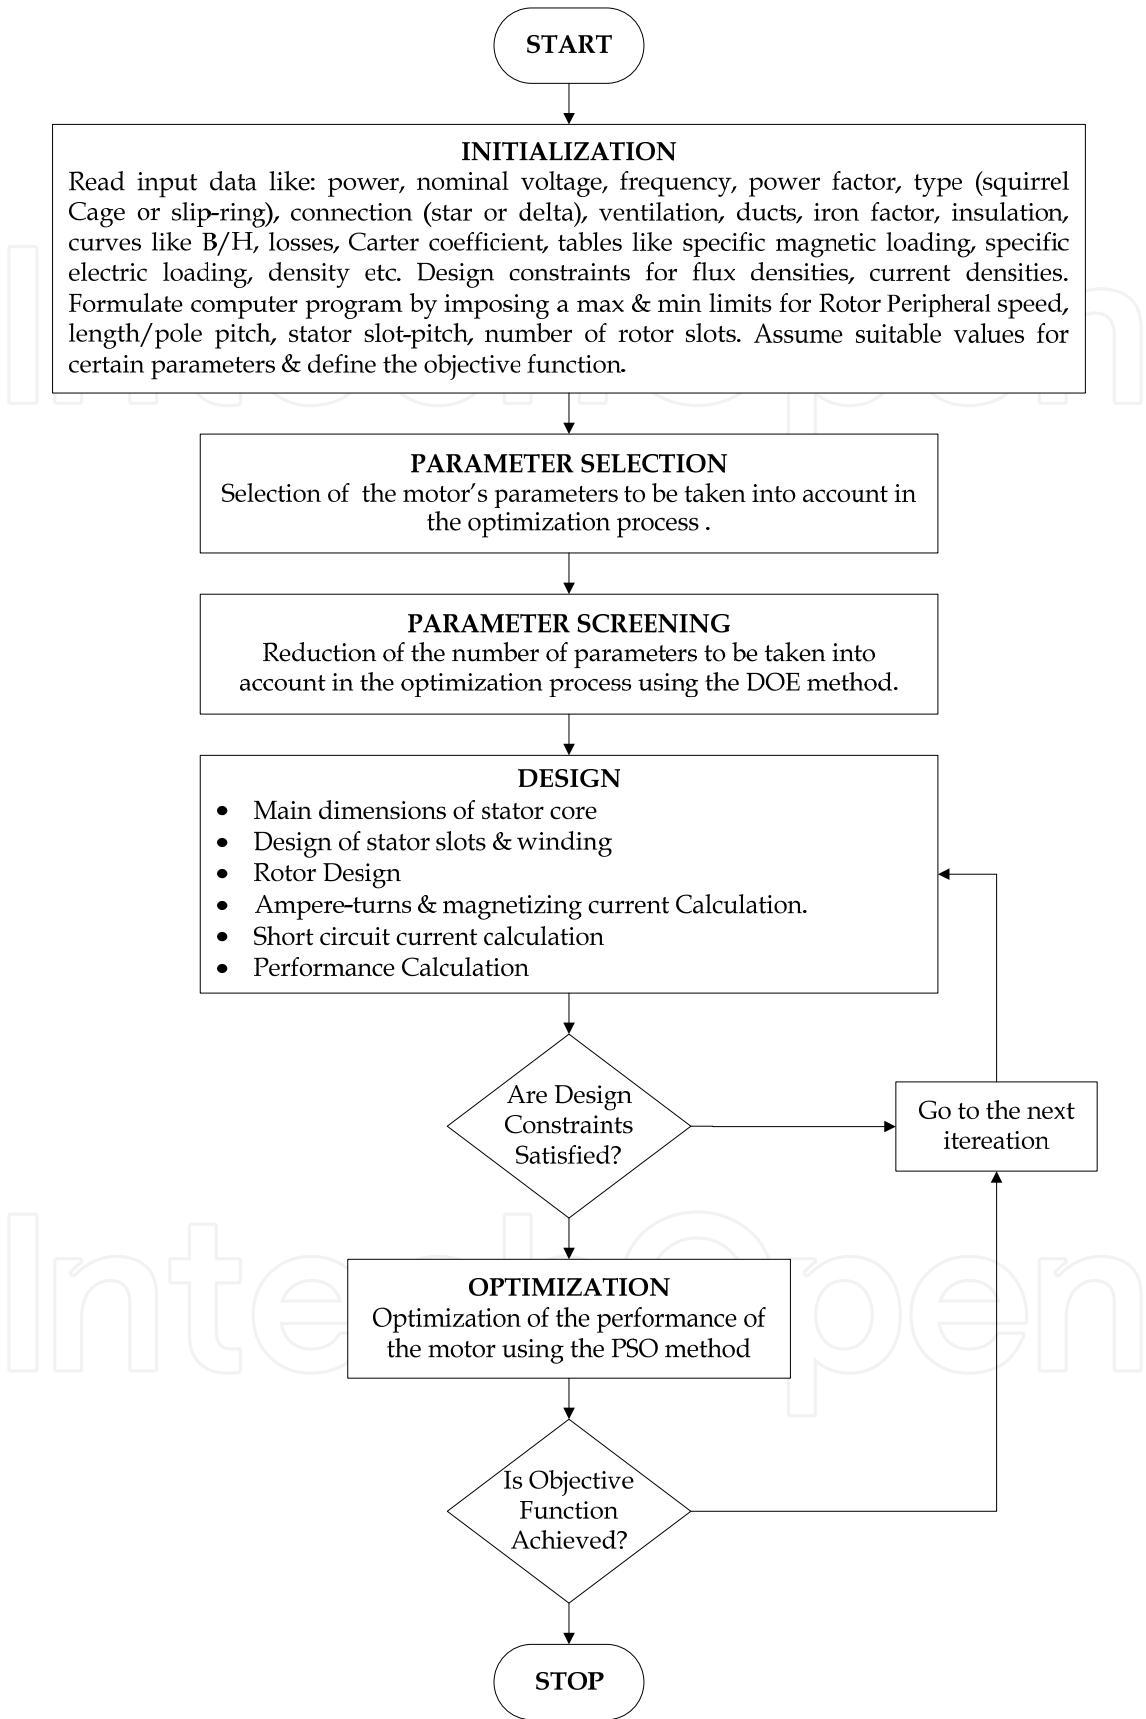 START
INITIALIZATION
Read input data like: power, nominal voltage, frequency, power factor, type (squirrel
Cage or slip-ring), connection (star or delta), ventilation, ducts, iron factor, insulation,
curves like B/H, losses, Carter coefficient, tables like specific magnetic loading, specific
electric loading, density etc. Design constraints for flux densities, current densities.
Formulate computer program by imposing a max & min limits for Rotor Peripheral speed,
length/pole pitch, stator slot-pitch, number of rotor slots. Assume suitable values for
certain parameters & define the objective function.
PARAMETER SELECTION
Selection of the motor's parameters to be taken into account in
the optimization process .
PARAMETER SCREENING
Reduction of the number of parameters to be taken into
account in the optimization process using the DOE method.
DESIGN
• Main dimensions of stator core
• Design of stator slots & winding
• Rotor Design
• Ampere-turns & magnetizing current Calculation.
• Short circuit current calculation
• Performance Calculation
Are Design
Constraints
Satisfied?
Go to the next
itereation
OPTIMIZATION
Optimization of the performance of
the motor using the PSO method
Is Objective
Function
Achieved?
STOP
IntechOpen
IntechOpen